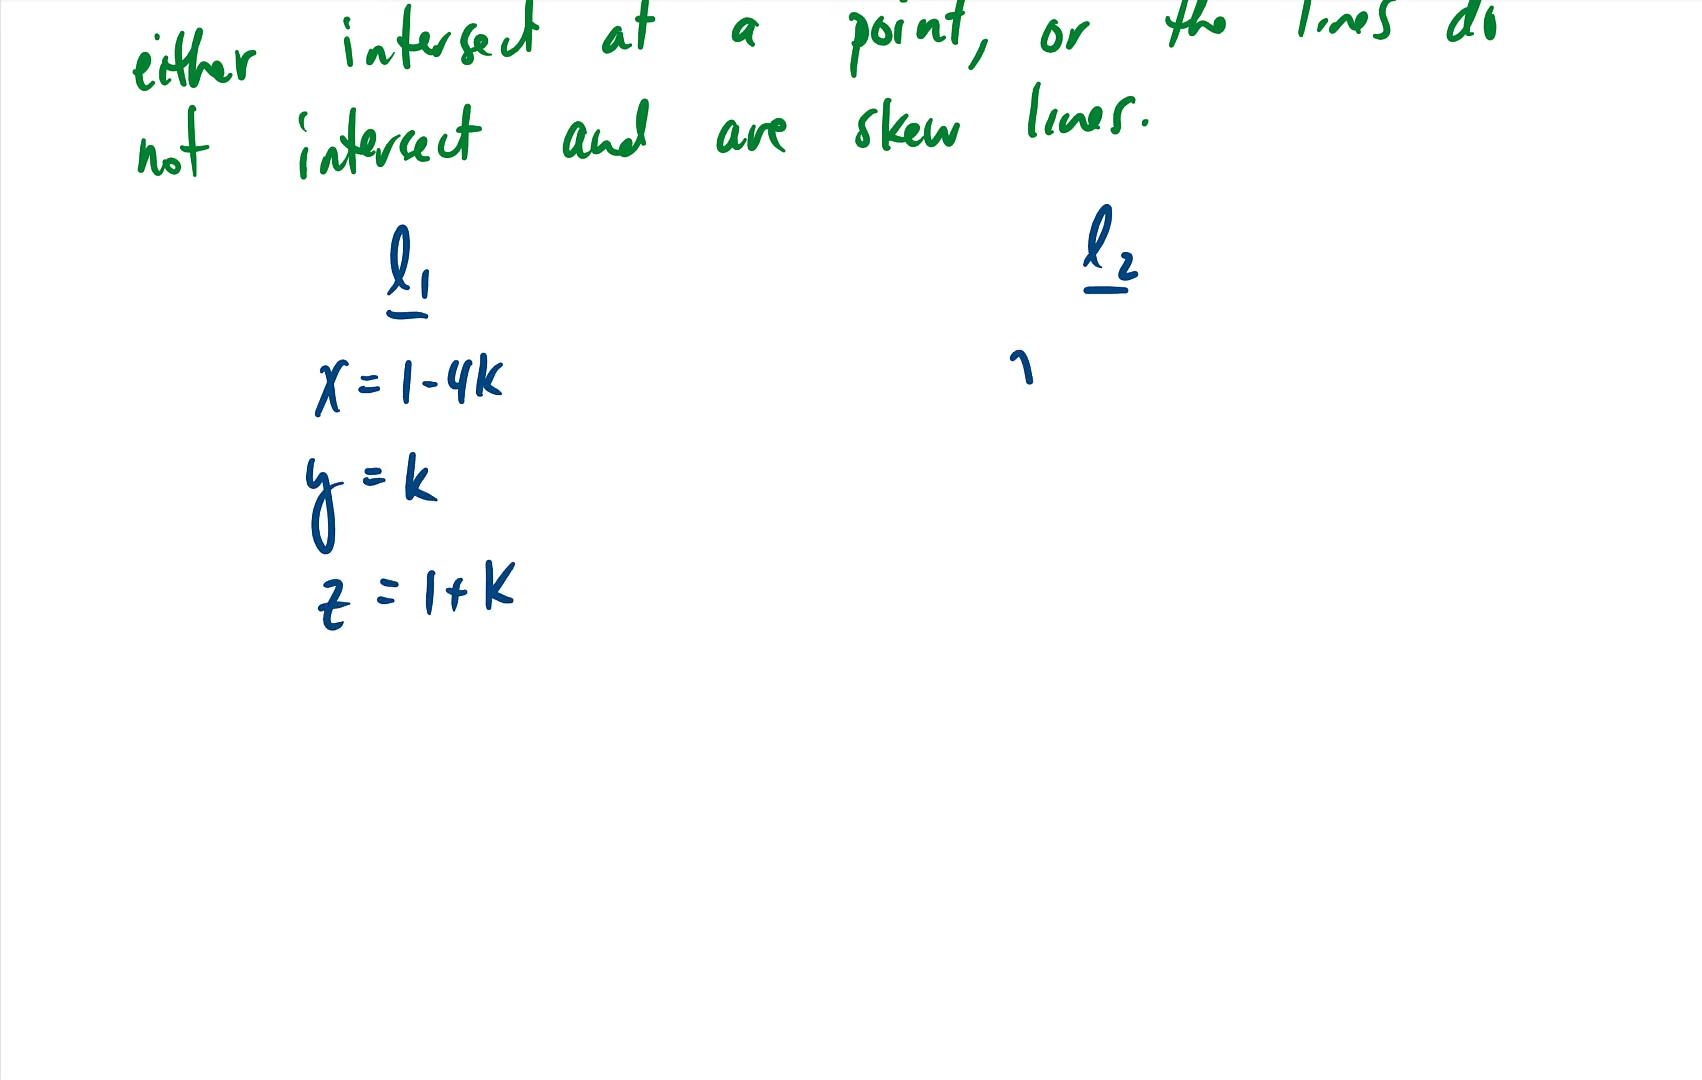 either intersect at a point, or the lines do
not intersect and are skew lines.
l₁ l₂
x = 1 - 4k
y = k
z = 1 + k